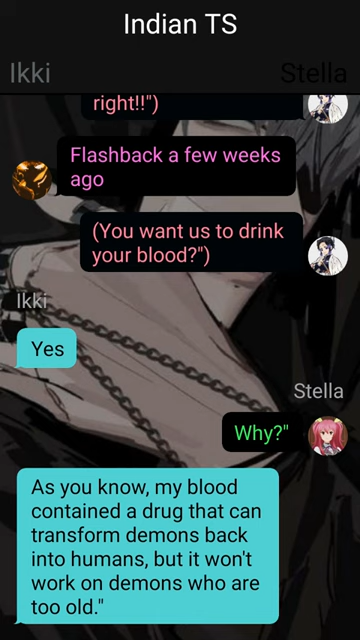 Indian TS
Ikki
Stella
right!!")
Flashback a few weeks
ago
(You want us to drink
your blood?")
Ikki
Yes
Stella
Why?"
As you know, my blood
contained a drug that can
transform demons back
into humans, but it won't
work on demons who are
too old."